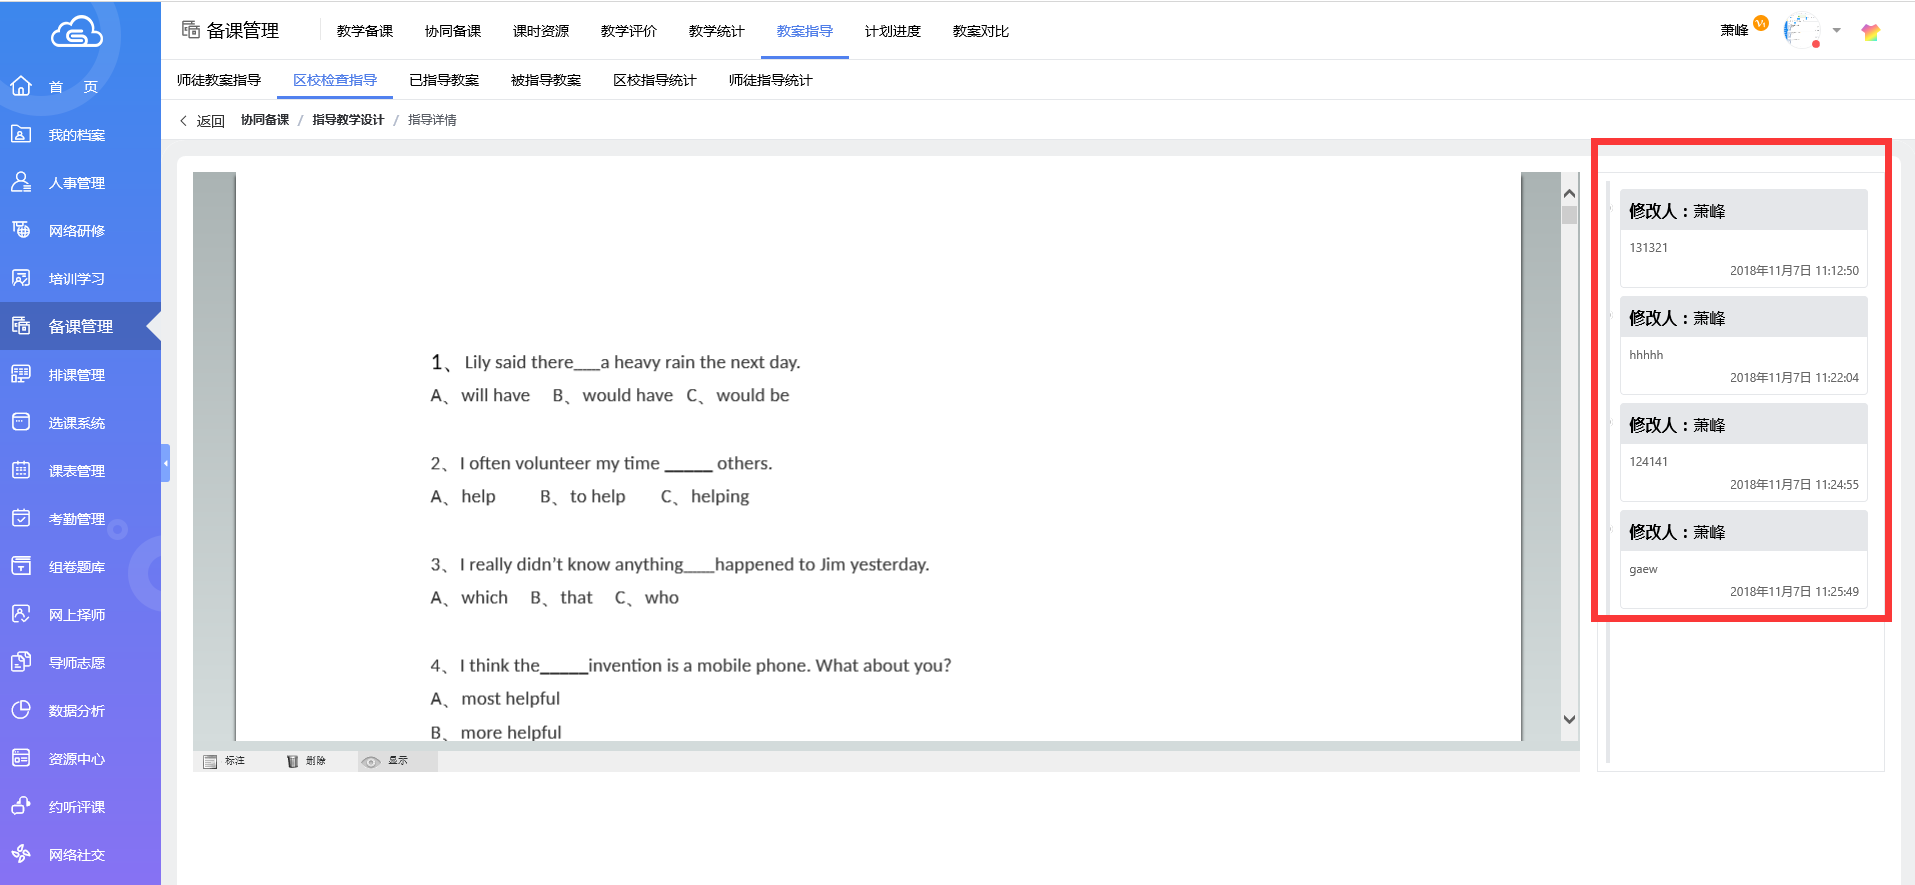 备课管理
教学备课
协同备课
课时资源
教学评价
教学统计
教案指导
计划进度
教案对比
萧峰
师徒教案指导
区校检查指导
已指导教案
被指导教案
区校指导统计
师徒指导统计
返回 协同备课 / 指导教学设计 / 指导详情
首 页
我的档案
人事管理
网络研修
培训学习
备课管理
排课管理
选课系统
课表管理
考勤管理
组卷题库
网上择师
导师志愿
数据分析
资源中心
约听评课
网络社交
1、Lily said there___a heavy rain the next day.
A、will have B、would have C、would be
2、I often volunteer my time _____ others.
A、help B、to help C、helping
3、I really didn’t know anything____happened to Jim yesterday.
A、which B、that C、who
4、I think the_____invention is a mobile phone. What about you?
A、most helpful
B、more helpful
标注
删除
显示
修改人：萧峰
131321
2018年11月7日 11:12:50
修改人：萧峰
hhhhh
2018年11月7日 11:22:04
修改人：萧峰
124141
2018年11月7日 11:24:55
修改人：萧峰
gaew
2018年11月7日 11:25:49